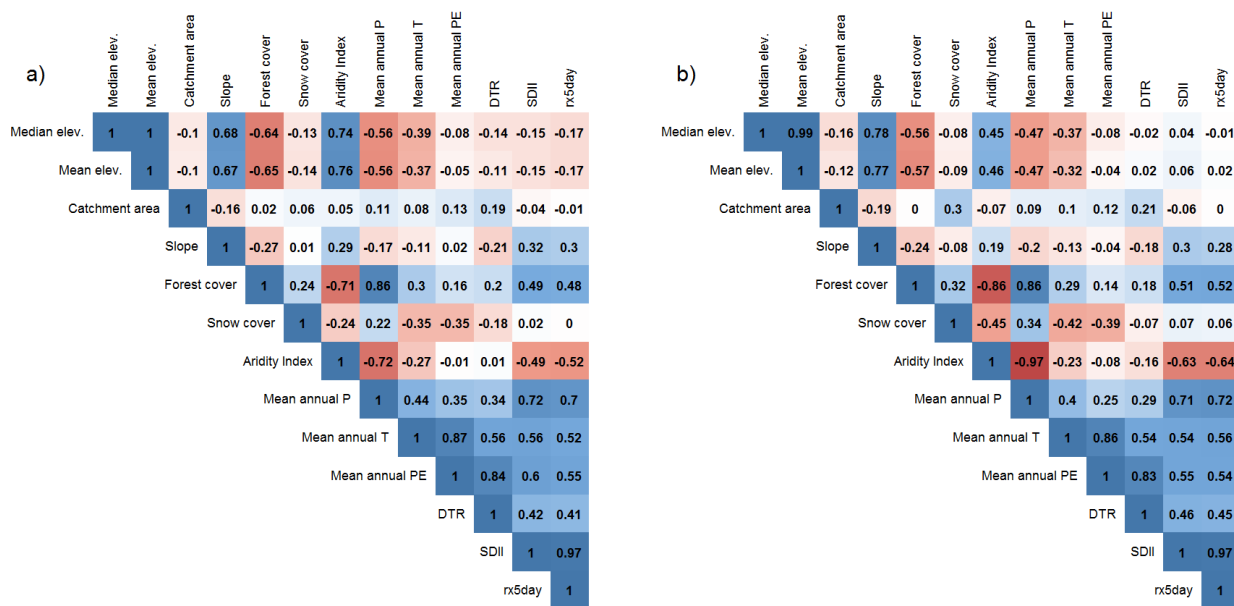 a)
Median elev.
Mean elev.
Catchment area
Slope
Forest cover
Snow cover
Aridity Index
Mean annual P
Mean annual T
Mean annual PE
DTR
SDII
rx5day
Median elev. 1 1 -0.1 0.68 -0.64 -0.13 0.74 -0.56 -0.39 -0.08 -0.14 -0.15 -0.17
Mean elev. 1 -0.1 0.67 -0.65 -0.14 0.76 -0.56 -0.37 -0.05 -0.11 -0.15 -0.17
Catchment area 1 -0.16 0.02 0.06 0.05 0.11 0.08 0.13 0.19 -0.04 -0.01
Slope 1 -0.27 0.01 0.29 -0.17 -0.11 0.02 -0.21 0.32 0.3
Forest cover 1 0.24 -0.71 0.86 0.3 0.16 0.2 0.49 0.48
Snow cover 1 -0.24 0.22 -0.35 -0.35 -0.18 0.02 0
Aridity Index 1 -0.72 -0.27 -0.01 0.01 -0.49 -0.52
Mean annual P 1 0.44 0.35 0.34 0.72 0.7
Mean annual T 1 0.87 0.56 0.56 0.52
Mean annual PE 1 0.84 0.6 0.55
DTR 1 0.42 0.41
SDII 1 0.97
rx5day 1
b)
Median elev.
Mean elev.
Catchment area
Slope
Forest cover
Snow cover
Aridity Index
Mean annual P
Mean annual T
Mean annual PE
DTR
SDII
rx5day
Median elev. 1 0.99 -0.16 0.78 -0.56 -0.08 0.45 -0.47 -0.37 -0.08 -0.02 0.04 -0.01
Mean elev. 1 -0.12 0.77 -0.57 -0.09 0.46 -0.47 -0.32 -0.04 0.02 0.06 0.02
Catchment area 1 -0.19 0 0.3 -0.07 0.09 0.1 0.12 0.21 -0.06 0
Slope 1 -0.24 -0.08 0.19 -0.2 -0.13 -0.04 -0.18 0.3 0.28
Forest cover 1 0.32 -0.86 0.86 0.29 0.14 0.18 0.51 0.52
Snow cover 1 -0.45 0.34 -0.42 -0.39 -0.07 0.07 0.06
Aridity Index 1 -0.97 -0.23 -0.08 -0.16 -0.63 -0.64
Mean annual P 1 0.4 0.25 0.29 0.71 0.72
Mean annual T 1 0.86 0.54 0.54 0.56
Mean annual PE 1 0.83 0.55 0.54
DTR 1 0.46 0.45
SDII 1 0.97
rx5day 1